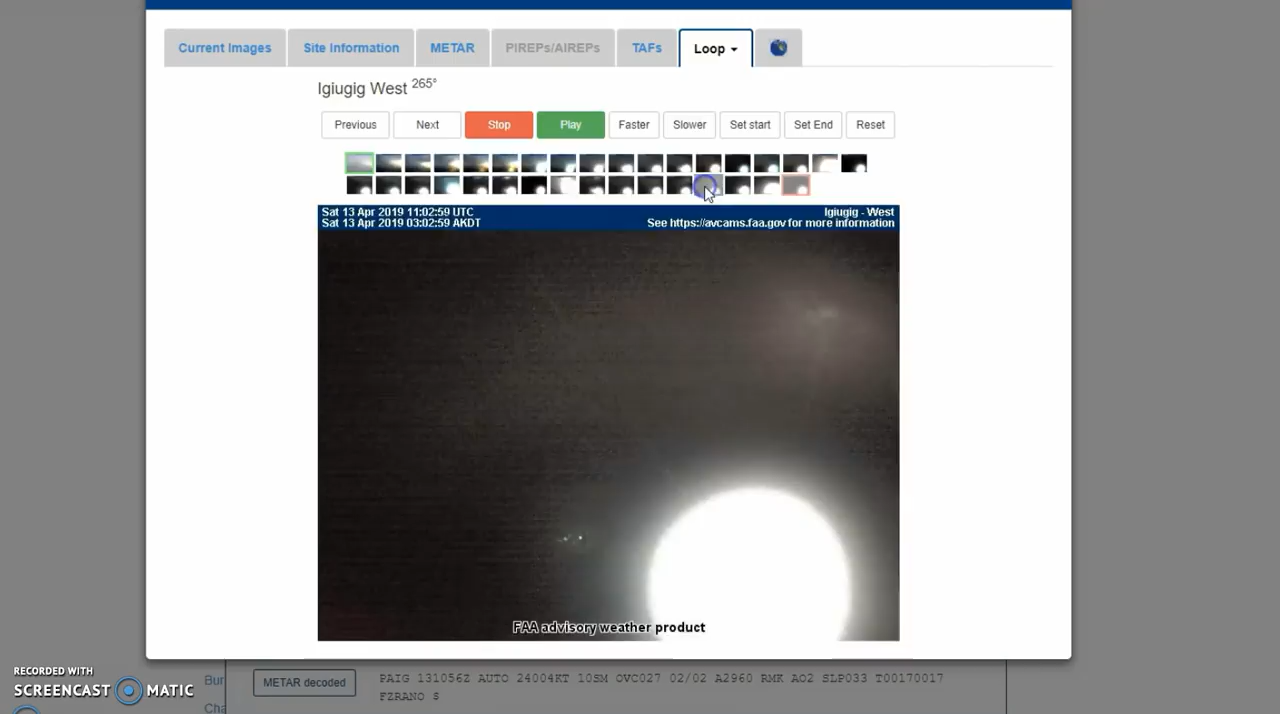 Current Images
Site Information
METAR
PIREPs/AIREPs
TAFs
Loop
Igiugig West 265°
Previous
Next
Stop
Play
Faster
Slower
Set start
Set End
Reset
Sat 13 Apr 2019 11:02:59 UTC
Igiugig - West
Sat 13 Apr 2019 03:02:59 AKDT
See https://avcams.faa.gov for more information
FAA advisory weather product
RECORDED WITH
SCREENCAST MATIC
Bur
Cha
METAR decoded
PAIG 131056Z AUTO 24004KT 10SM OVC027 02/02 A2960 RMK AO2 SLP033 T00170017
FZRANO $